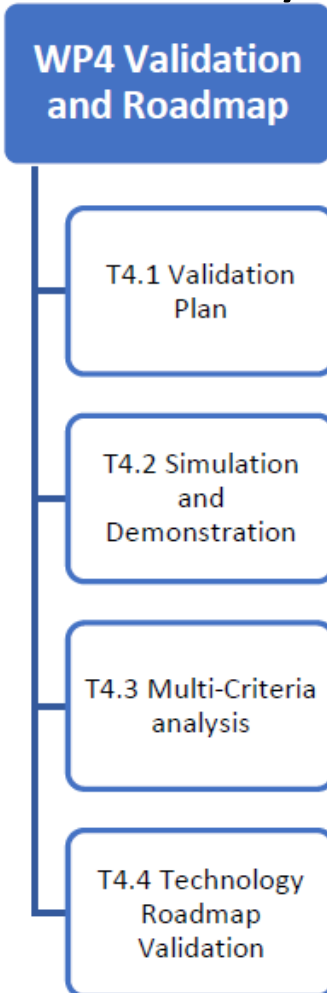 WP4 Validation
and Roadmap
T4.1 Validation
Plan
T4.2 Simulation
and
Demonstration
T4.3 Multi-Criteria
analysis
T4.4 Technology
Roadmap
Validation